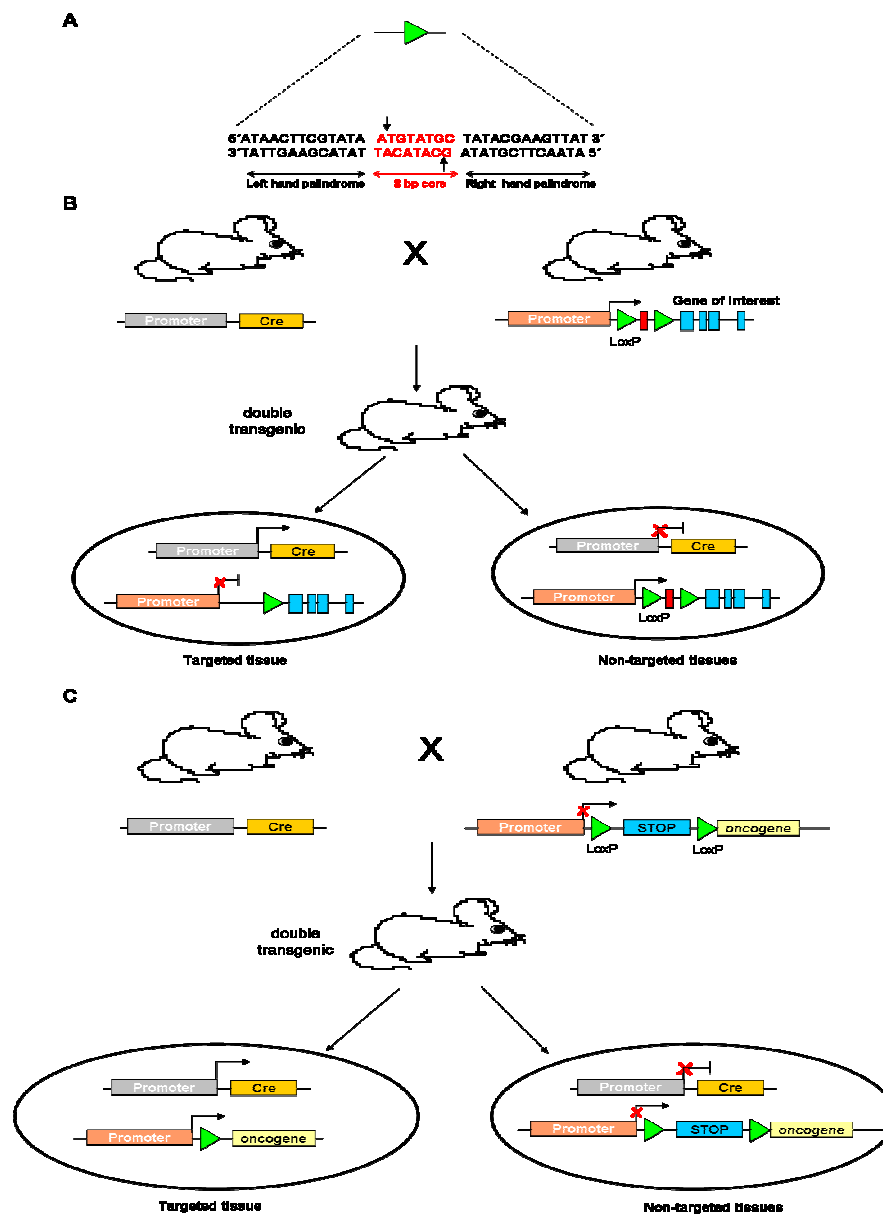 A
5´ATAACTTCGTATA ATGTATGC TATACGAAGTTAT 3´
3´TATTGAAGCATAT TACATACG ATATGCTTCAATA 5´
Left hand palindrome 8 bp core Right hand palindrome
B
X
Gene of Interest
Promoter Cre Promoter
LoxP
double
transgenic
Promoter Cre Promoter Cre
Promoter Promoter
LoxP
Targeted tissue Non-targeted tissues
C
X
Promoter Cre Promoter STOP oncogene
LoxP LoxP
double
transgenic
Promoter Cre Promoter Cre
Promoter oncogene Promoter STOP oncogene
Targeted tissue Non-targeted tissues